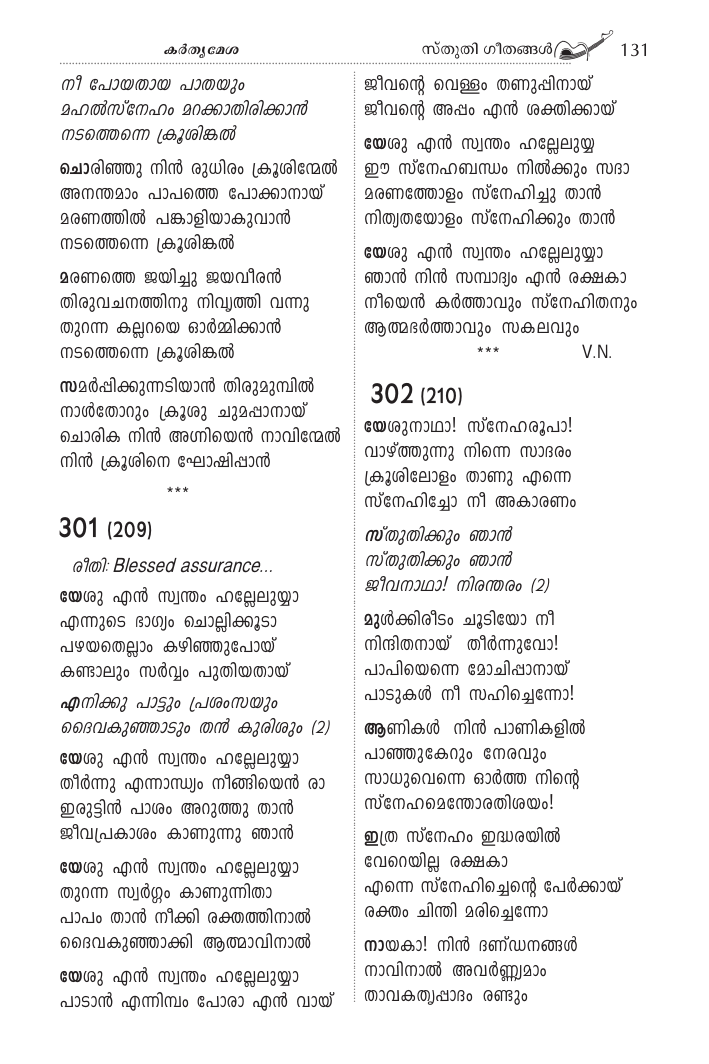 കർതൃമേശ
സ്തുതി ഗീതങ്ങൾ 131
നീ പോയതായ പാതയും
മഹൽസ്നേഹം മറക്കാതിരിക്കാൻ
നടത്തെന്നെ ക്രൂശിങ്കൽ
ചൊരിഞ്ഞു നിൻ രുധിരം ക്രൂശിന്മേൽ
അനന്തമാം പാപത്തെ പോക്കാനായ്
മരണത്തിൽ പങ്കാളിയാകുവാൻ
നടത്തെന്നെ ക്രൂശിങ്കൽ
മരണത്തെ ജയിച്ചു ജയവീരൻ
തിരുവചനത്തിനു നിവൃത്തി വന്നു
തുറന്ന കല്ലറയെ ഓർമ്മിക്കാൻ
നടത്തെന്നെ ക്രൂശിങ്കൽ
സമർപ്പിക്കുന്നടിയാൻ തിരുമുമ്പിൽ
നാൾതോറും ക്രൂശു ചുമപ്പാനായ്
ചൊരിക നിൻ അഗ്നിയെൻ നാവിന്മേൽ
നിൻ ക്രൂശിനെ ഘോഷിപ്പാൻ
***
301 (209)
രീതി: Blessed assurance...
യേശു എൻ സ്വന്തം ഹല്ലേലുയ്യാ
എന്നുടെ ഭാഗ്യം ചൊല്ലിക്കൂടാ
പഴയതെല്ലാം കഴിഞ്ഞുപോയ്
കണ്ടാലും സർവ്വം പുതിയതായ്
എനിക്കു പാട്ടും പ്രശംസയും
ദൈവകുഞ്ഞാടും തൻ കുരിശും (2)
യേശു എൻ സ്വന്തം ഹല്ലേലുയ്യാ
തീർന്നു എന്നാന്ധ്യം നീങ്ങിയെൻ രാ
ഇരുട്ടിൻ പാശം അറുത്തു താൻ
ജീവപ്രകാശം കാണുന്നു ഞാൻ
യേശു എൻ സ്വന്തം ഹല്ലേലുയ്യാ
തുറന്ന സ്വർഗ്ഗം കാണുന്നിതാ
പാപം താൻ നീക്കി രക്തത്തിനാൽ
ദൈവകുഞ്ഞാക്കി ആത്മാവിനാൽ
യേശു എൻ സ്വന്തം ഹല്ലേലുയ്യാ
പാടാൻ എന്നിമ്പം പോരാ എൻ വായ്
ജീവന്റെ വെള്ളം തണുപ്പിനായ്
ജീവന്റെ അപ്പം എൻ ശക്തിക്കായ്
യേശു എൻ സ്വന്തം ഹല്ലേലുയ്യ
ഈ സ്നേഹബന്ധം നിൽക്കും സദാ
മരണത്തോളം സ്നേഹിച്ചു താൻ
നിത്യതയോളം സ്നേഹിക്കും താൻ
യേശു എൻ സ്വന്തം ഹല്ലേലുയ്യാ
ഞാൻ നിൻ സമ്പാദ്യം എൻ രക്ഷകാ
നീയെൻ കർത്താവും സ്നേഹിതനും
ആത്മഭർത്താവും സകലവും
*** V.N.
302 (210)
യേശുനാഥാ! സ്നേഹരൂപാ!
വാഴ്ത്തുന്നു നിന്നെ സാദരം
ക്രൂശിലോളം താണു എന്നെ
സ്നേഹിച്ചോ നീ അകാരണം
സ്തുതിക്കും ഞാൻ
സ്തുതിക്കും ഞാൻ
ജീവനാഥാ! നിരന്തരം (2)
മുൾക്കിരീടം ചൂടിയോ നീ
നിന്ദിതനായ് തീർന്നുവോ!
പാപിയെന്നെ മോചിപ്പാനായ്
പാടുകൾ നീ സഹിച്ചെന്നോ!
ആണികൾ നിൻ പാണികളിൽ
പാഞ്ഞുകേറും നേരവും
സാധുവെന്നെ ഓർത്ത നിന്റെ
സ്നേഹമെന്തോരതിശയം!
ഇത്ര സ്നേഹം ഇദ്ധരയിൽ
വേറെയില്ല രക്ഷകാ
എന്നെ സ്നേഹിച്ചെന്റെ പേർക്കായ്
രക്തം ചിന്തി മരിച്ചെന്നോ
നായകാ! നിൻ ദണ്ഡനങ്ങൾ
നാവിനാൽ അവർണ്ണ്യമാം
താവകതൃപ്പാദം രണ്ടും